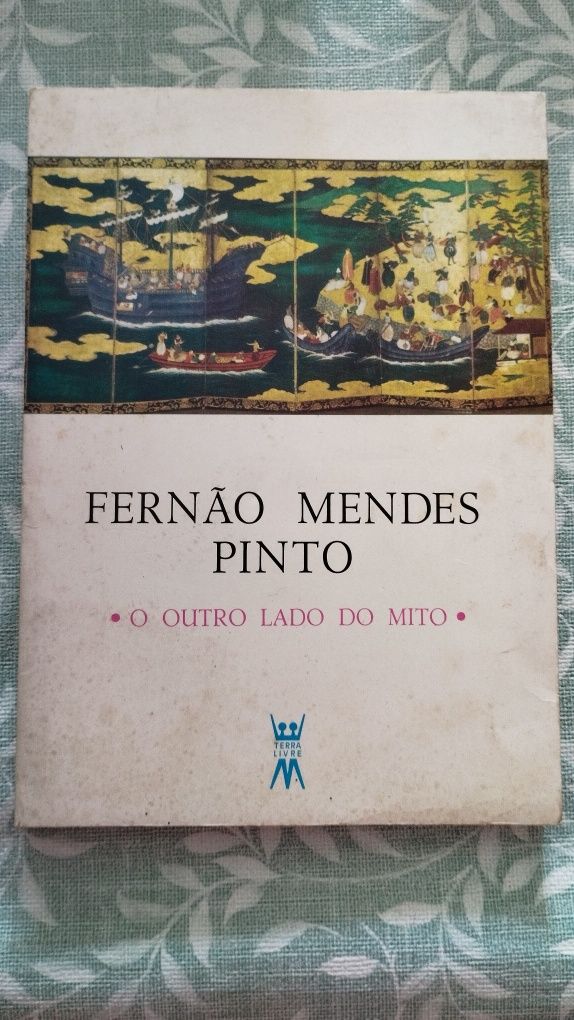 FERNÃO MENDES
PINTO
• O OUTRO LADO DO MITO •
TERRA
LIVRE